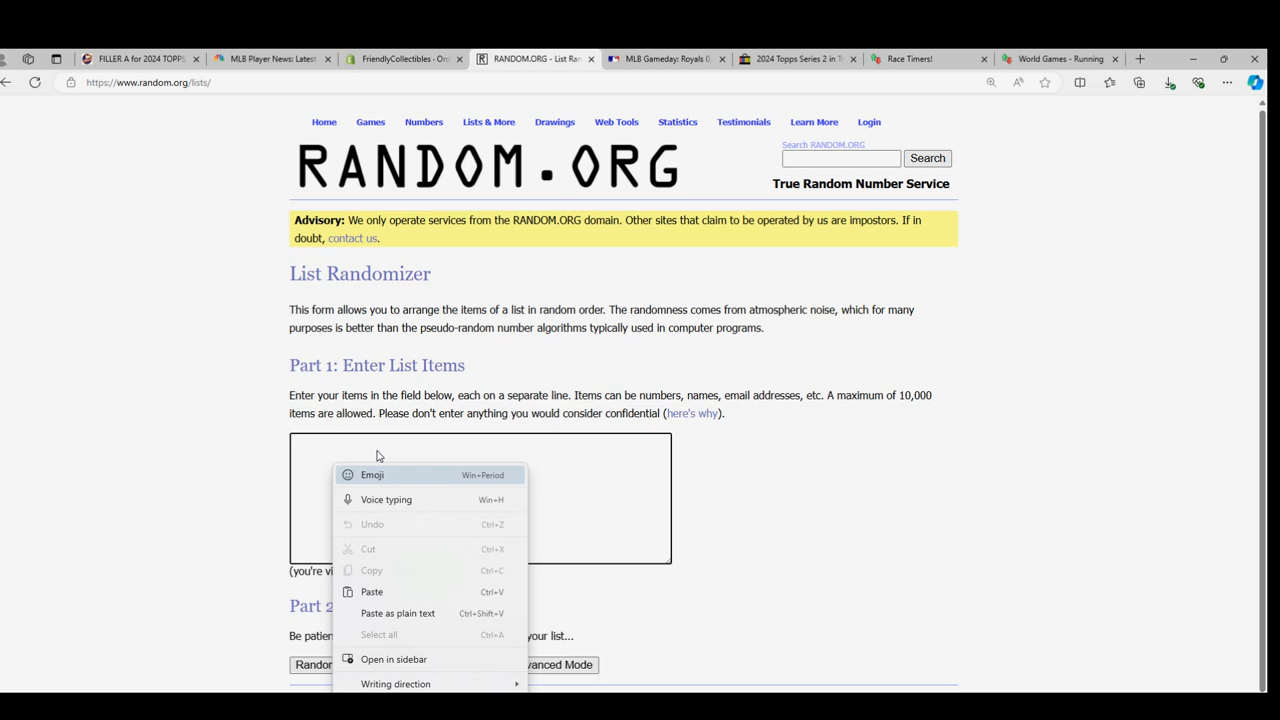 FILLER A for 2024 TOPPS
MLB Player News: Latest
FriendlyCollectibles - Ord
RANDOM.ORG - List Ran
MLB Gameday: Royals 0,
2024 Topps Series 2 in T
Race Timers!
World Games - Running
https://www.random.org/lists/
Home Games Numbers Lists & More Drawings Web Tools Statistics Testimonials Learn More Login
RANDOM.ORG
Search RANDOM.ORG
Search
True Random Number Service
Advisory: We only operate services from the RANDOM.ORG domain. Other sites that claim to be operated by us are impostors. If in
doubt, contact us.
List Randomizer
This form allows you to arrange the items of a list in random order. The randomness comes from atmospheric noise, which for many
purposes is better than the pseudo-random number algorithms typically used in computer programs.
Part 1: Enter List Items
Enter your items in the field below, each on a separate line. Items can be numbers, names, email addresses, etc. A maximum of 10,000
items are allowed. Please don't enter anything you would consider confidential (here's why).
Emoji Win+Period
Voice typing Win+H
Undo Ctrl+Z
Cut Ctrl+X
Copy Ctrl+C
Paste Ctrl+V
Paste as plain text Ctrl+Shift+V
Select all Ctrl+A
Open in sidebar
Writing direction
(you're vi
Part 2
Be patien your list...
Randon vanced Mode